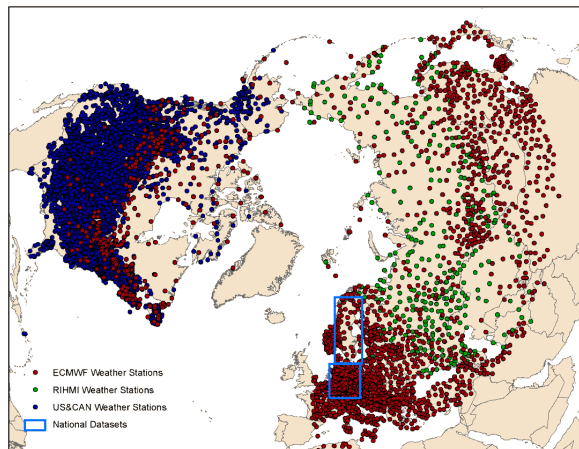 ECMWF Weather Stations
RIHMI Weather Stations
US&CAN Weather Stations
National Datasets